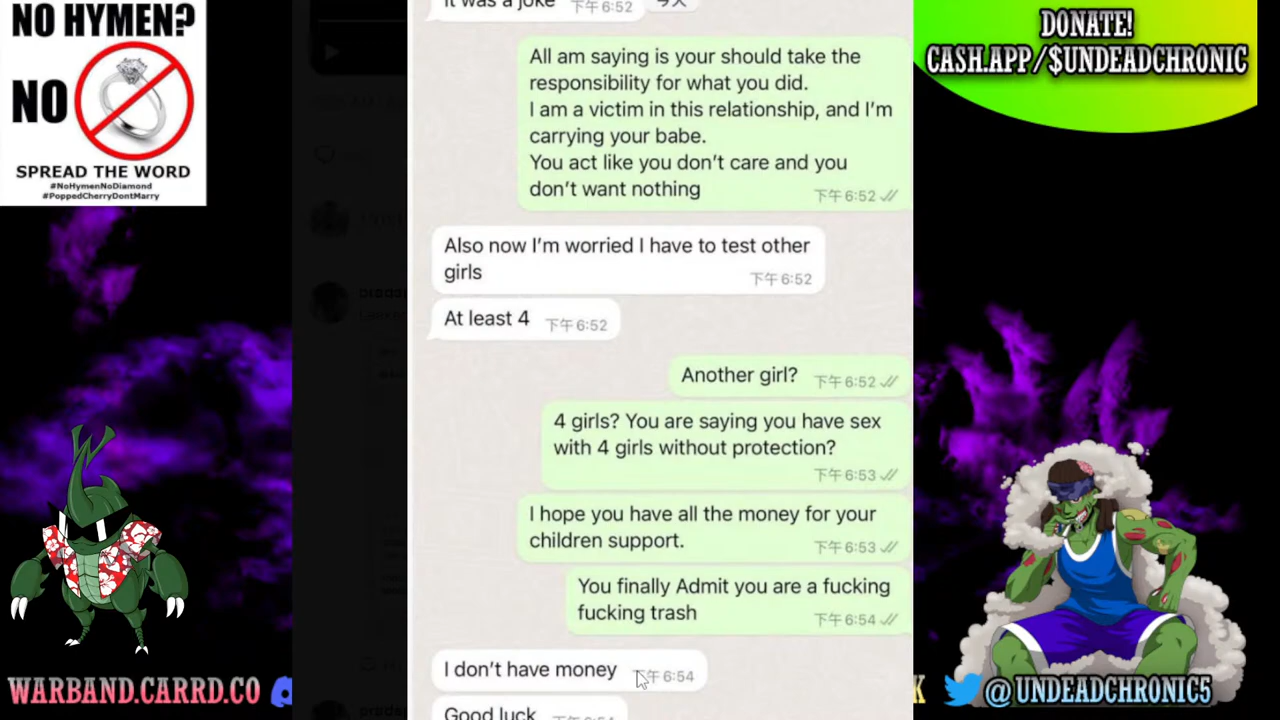 NO HYMEN?
NO
SPREAD THE WORD
#NoHymenNoDiamond
#PoppedCherryDontMarry
WARBAND.CARRD.CO
it was a joke 下午 6:52
今天
All am saying is your should take the
responsibility for what you did.
I am a victim in this relationship, and I'm
carrying your babe.
You act like you don't care and you
don't want nothing 下午 6:52
Also now I'm worried I have to test other
girls 下午 6:52
At least 4 下午 6:52
Another girl? 下午 6:52
4 girls? You are saying you have sex
with 4 girls without protection?
下午 6:53
I hope you have all the money for your
children support. 下午 6:53
You finally Admit you are a fucking
fucking trash 下午 6:54
I don't have money 下午 6:54
Good luck
DONATE!
CASH.APP/$UNDEADCHRONIC
@UNDEADCHRONIC5